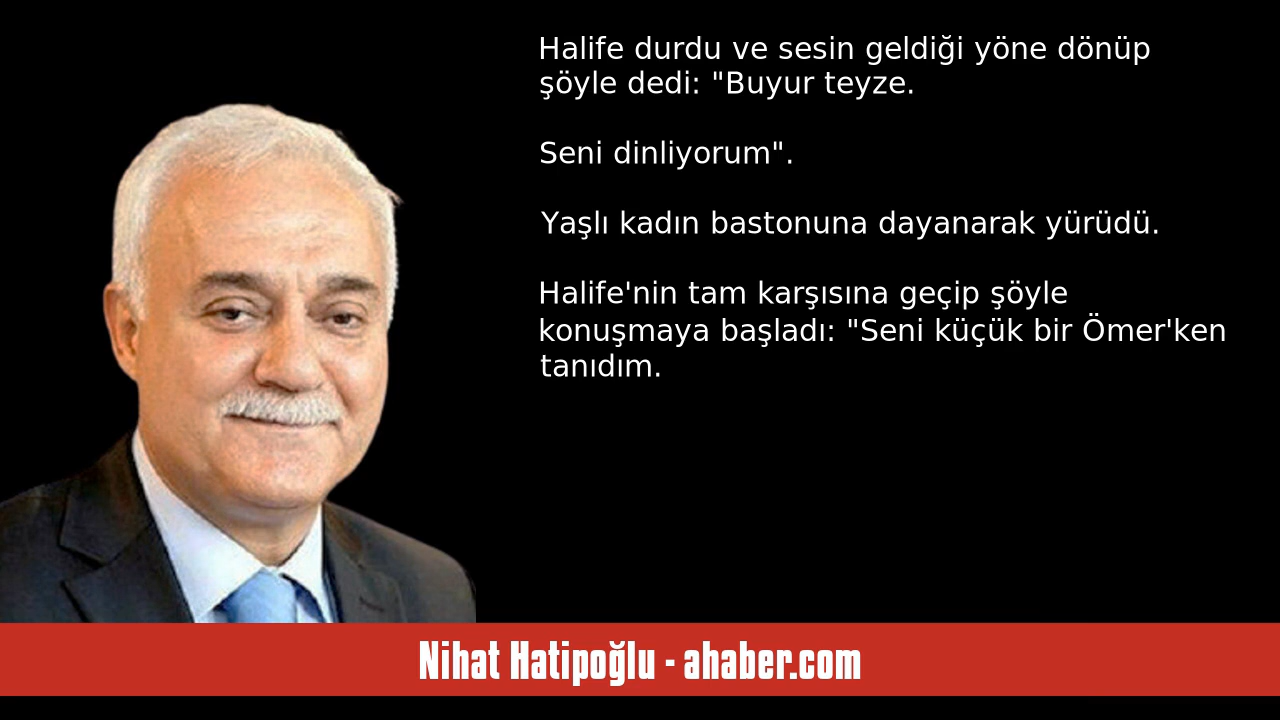 Halife durdu ve sesin geldiği yöne dönüp
şöyle dedi: "Buyur teyze.
Seni dinliyorum".
Yaşlı kadın bastonuna dayanarak yürüdü.
Halife'nin tam karşısına geçip şöyle
konuşmaya başladı: "Seni küçük bir Ömer'ken
tanıdım.
Nihat Hatipoğlu - ahaber.com